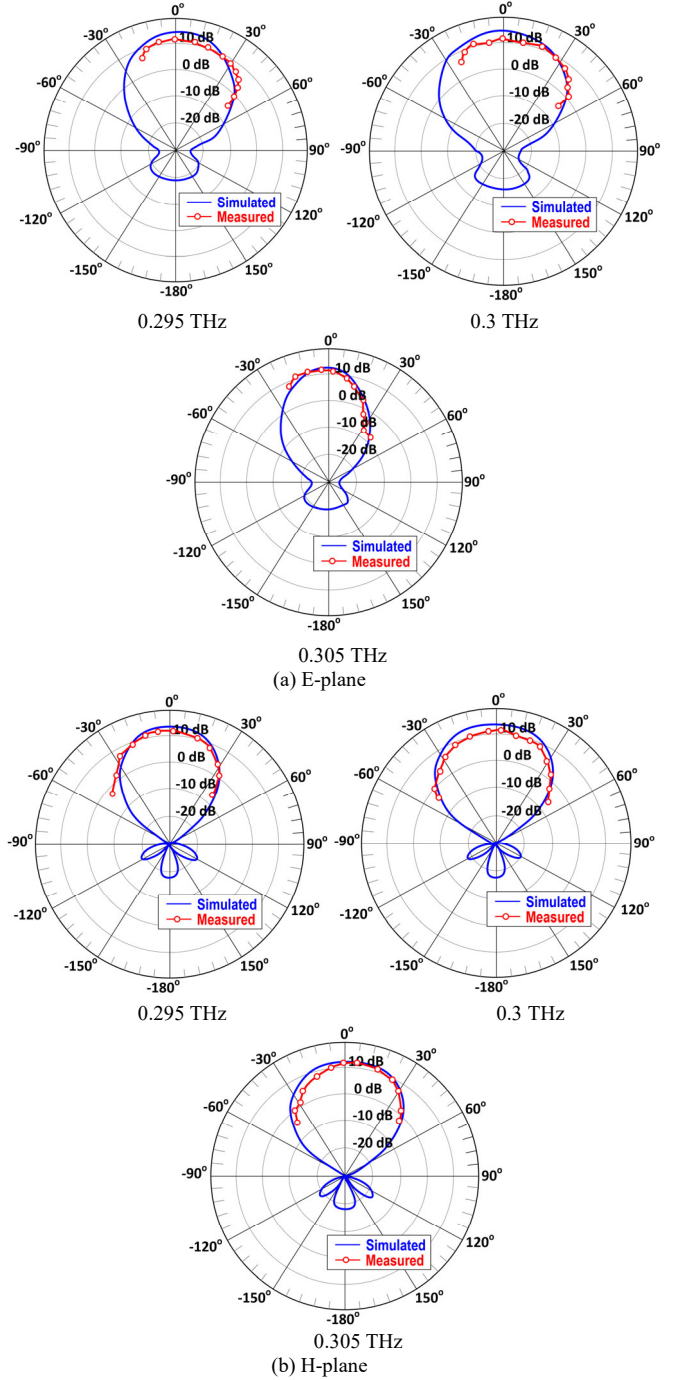 0°
-30° 30°
10 dB
-60° 0 dB 60°
-10 dB
-20 dB
-90° 90°
Simulated
Measured
-120° 120°
-150° 150°
-180°
0.295 THz
0°
-30° 30°
10 dB
-60° 0 dB 60°
-10 dB
-20 dB
-90° 90°
Simulated
Measured
-120° 120°
-150° 150°
-180°
0.3 THz
0°
-30° 30°
10 dB
-60° 0 dB 60°
-10 dB
-20 dB
-90° 90°
Simulated
Measured
-120° 120°
-150° 150°
-180°
0.305 THz
(a) E-plane
0°
-30° 30°
10 dB
-60° 0 dB 60°
-10 dB
-20 dB
-90° 90°
Simulated
Measured
-120° 120°
-150° 150°
-180°
0.295 THz
0°
-30° 30°
10 dB
-60° 0 dB 60°
-10 dB
-20 dB
-90° 90°
Simulated
Measured
-120° 120°
-150° 150°
-180°
0.3 THz
0°
-30° 30°
10 dB
-60° 0 dB 60°
-10 dB
-20 dB
-90° 90°
Simulated
Measured
-120° 120°
-150° 150°
-180°
0.305 THz
(b) H-plane